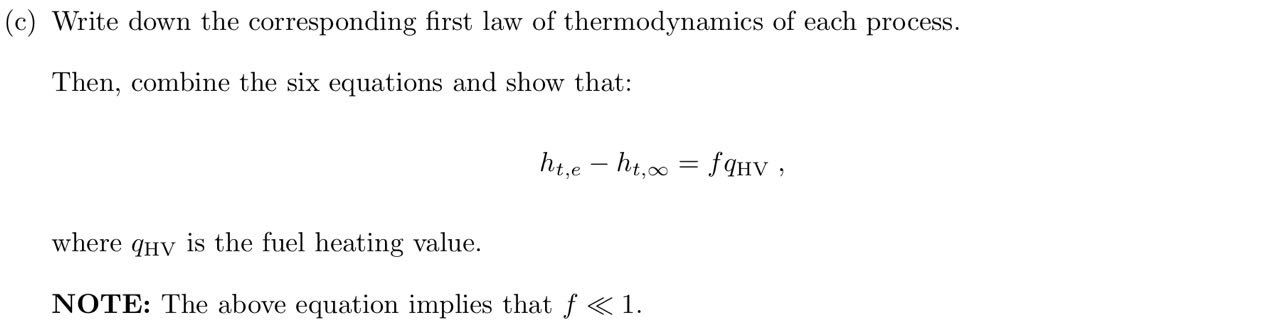 (c) Write down the corresponding first law of thermodynamics of each process.
Then, combine the six equations and show that:
h_{t,e} − h_{t,∞} = f q_{HV} ,
where q_{HV} is the fuel heating value.
NOTE: The above equation implies that f ≪ 1.